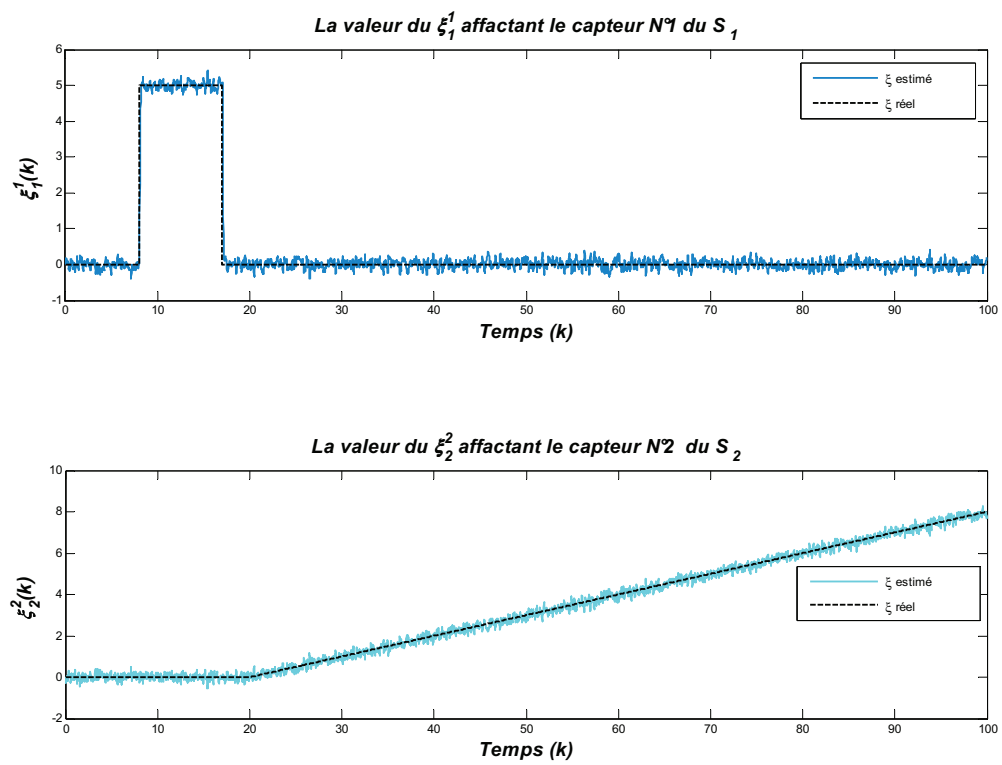 La valeur du ξ₁¹ affactant le capteur N°1 du S₁
6
5
4
3
2
1
0
-1
ξ₁¹(k)
ξ estimé
ξ réel
0 10 20 30 40 50 60 70 80 90 100
Temps (k)
La valeur du ξ₂² affactant le capteur N°2 du S₂
10
8
6
4
2
0
-2
ξ₂²(k)
ξ estimé
ξ réel
0 10 20 30 40 50 60 70 80 90 100
Temps (k)